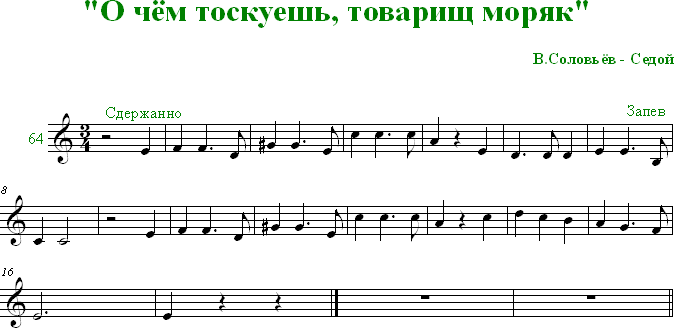 "О чём тоскуешь, товарищ моряк"
В.Соловьёв - Седой
Сдержанно
Запев
64
8
16